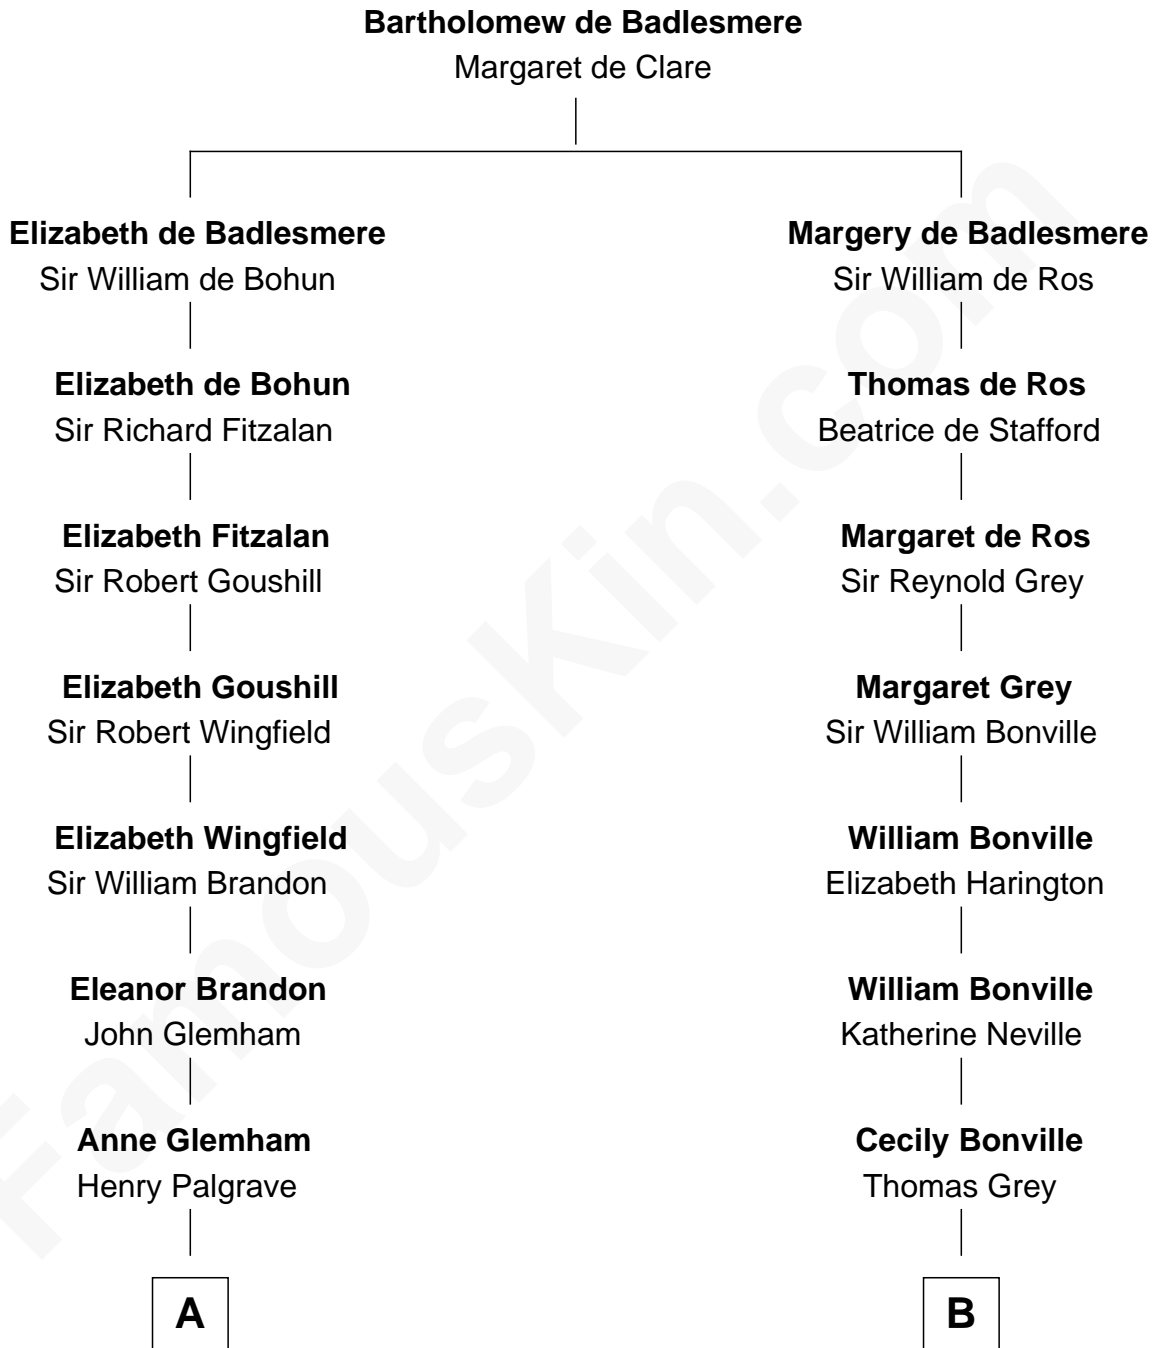 Bartholomew de Badlesmere
Margaret de Clare
Elizabeth de Badlesmere
Sir William de Bohun
Margery de Badlesmere
Sir William de Ros
Elizabeth de Bohun
Sir Richard Fitzalan
Thomas de Ros
Beatrice de Stafford
Elizabeth Fitzalan
Sir Robert Goushill
Margaret de Ros
Sir Reynold Grey
Elizabeth Goushill
Sir Robert Wingfield
Margaret Grey
Sir William Bonville
Elizabeth Wingfield
Sir William Brandon
William Bonville
Elizabeth Harington
Eleanor Brandon
John Glemham
William Bonville
Katherine Neville
Anne Glemham
Henry Palgrave
Cecily Bonville
Thomas Grey
A
B
FamousKin.com